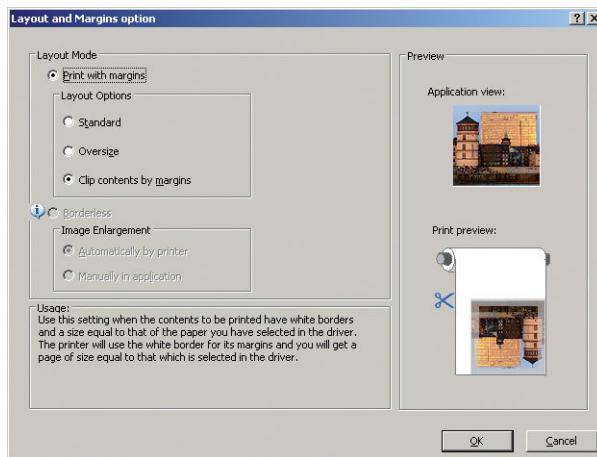 Layout and Margins option
Layout Mode
Print with margins
Layout Options
Standard
Oversize
Clip contents by margins
Borderless
Image Enlargement
Automatically by printer
Manually in application
Usage:
Use this setting when the contents to be printed have white borders
and a size equal to that of the paper you have selected in the driver.
The printer will use the white border for its margins and you will get a
page of size equal to that which is selected in the driver.
Preview
Application view:
Print preview:
OK
Cancel